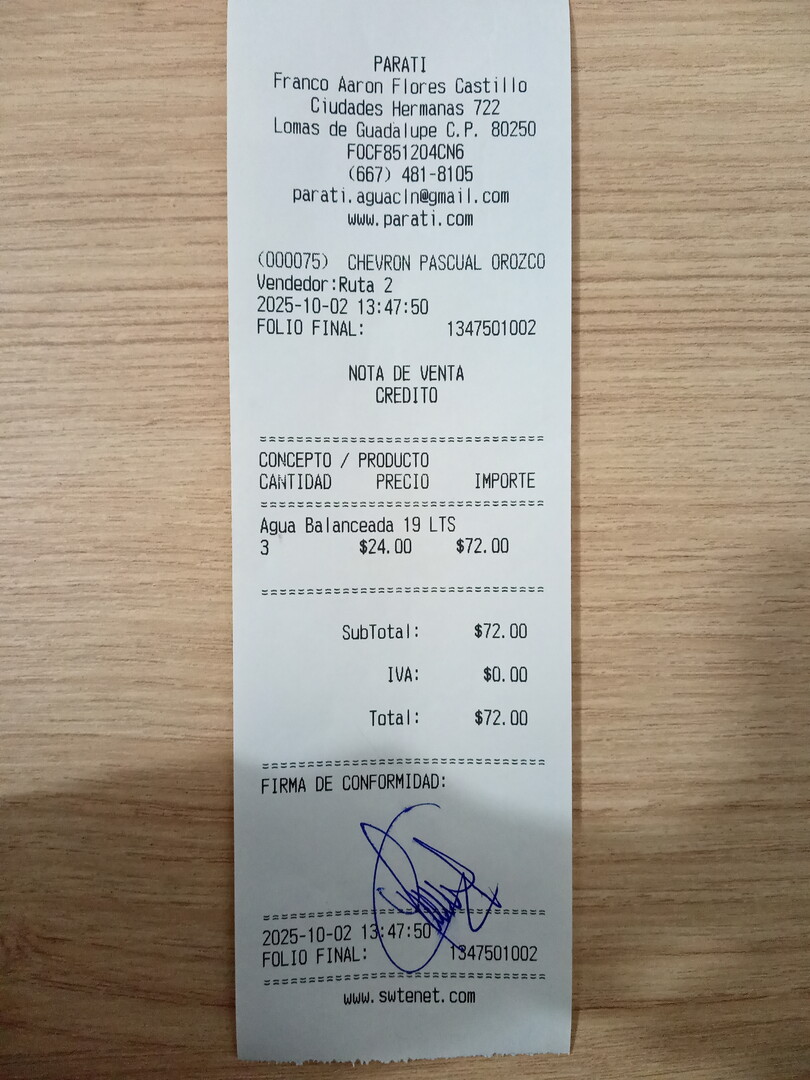 PARATI
Franco Aaron Flores Castillo
Ciudades Hermanas 722
Lomas de Guadalupe C.P. 80250
FOCF851204CN6
(667) 481-8105
parati.aguacln@gmail.com
www.parati.com
(000075) CHEVRON PASCUAL OROZCO
Vendedor:Ruta 2
2025-10-02 13:47:50
FOLIO FINAL: 1347501002
NOTA DE VENTA
CREDITO
================================
CONCEPTO / PRODUCTO
CANTIDAD PRECIO IMPORTE
================================
Agua Balanceada 19 LTS
3 $24.00 $72.00
================================
SubTotal: $72.00
IVA: $0.00
Total: $72.00
================================
FIRMA DE CONFORMIDAD:
================================
2025-10-02 13:47:50
FOLIO FINAL: 1347501002
================================
www.swtenet.com